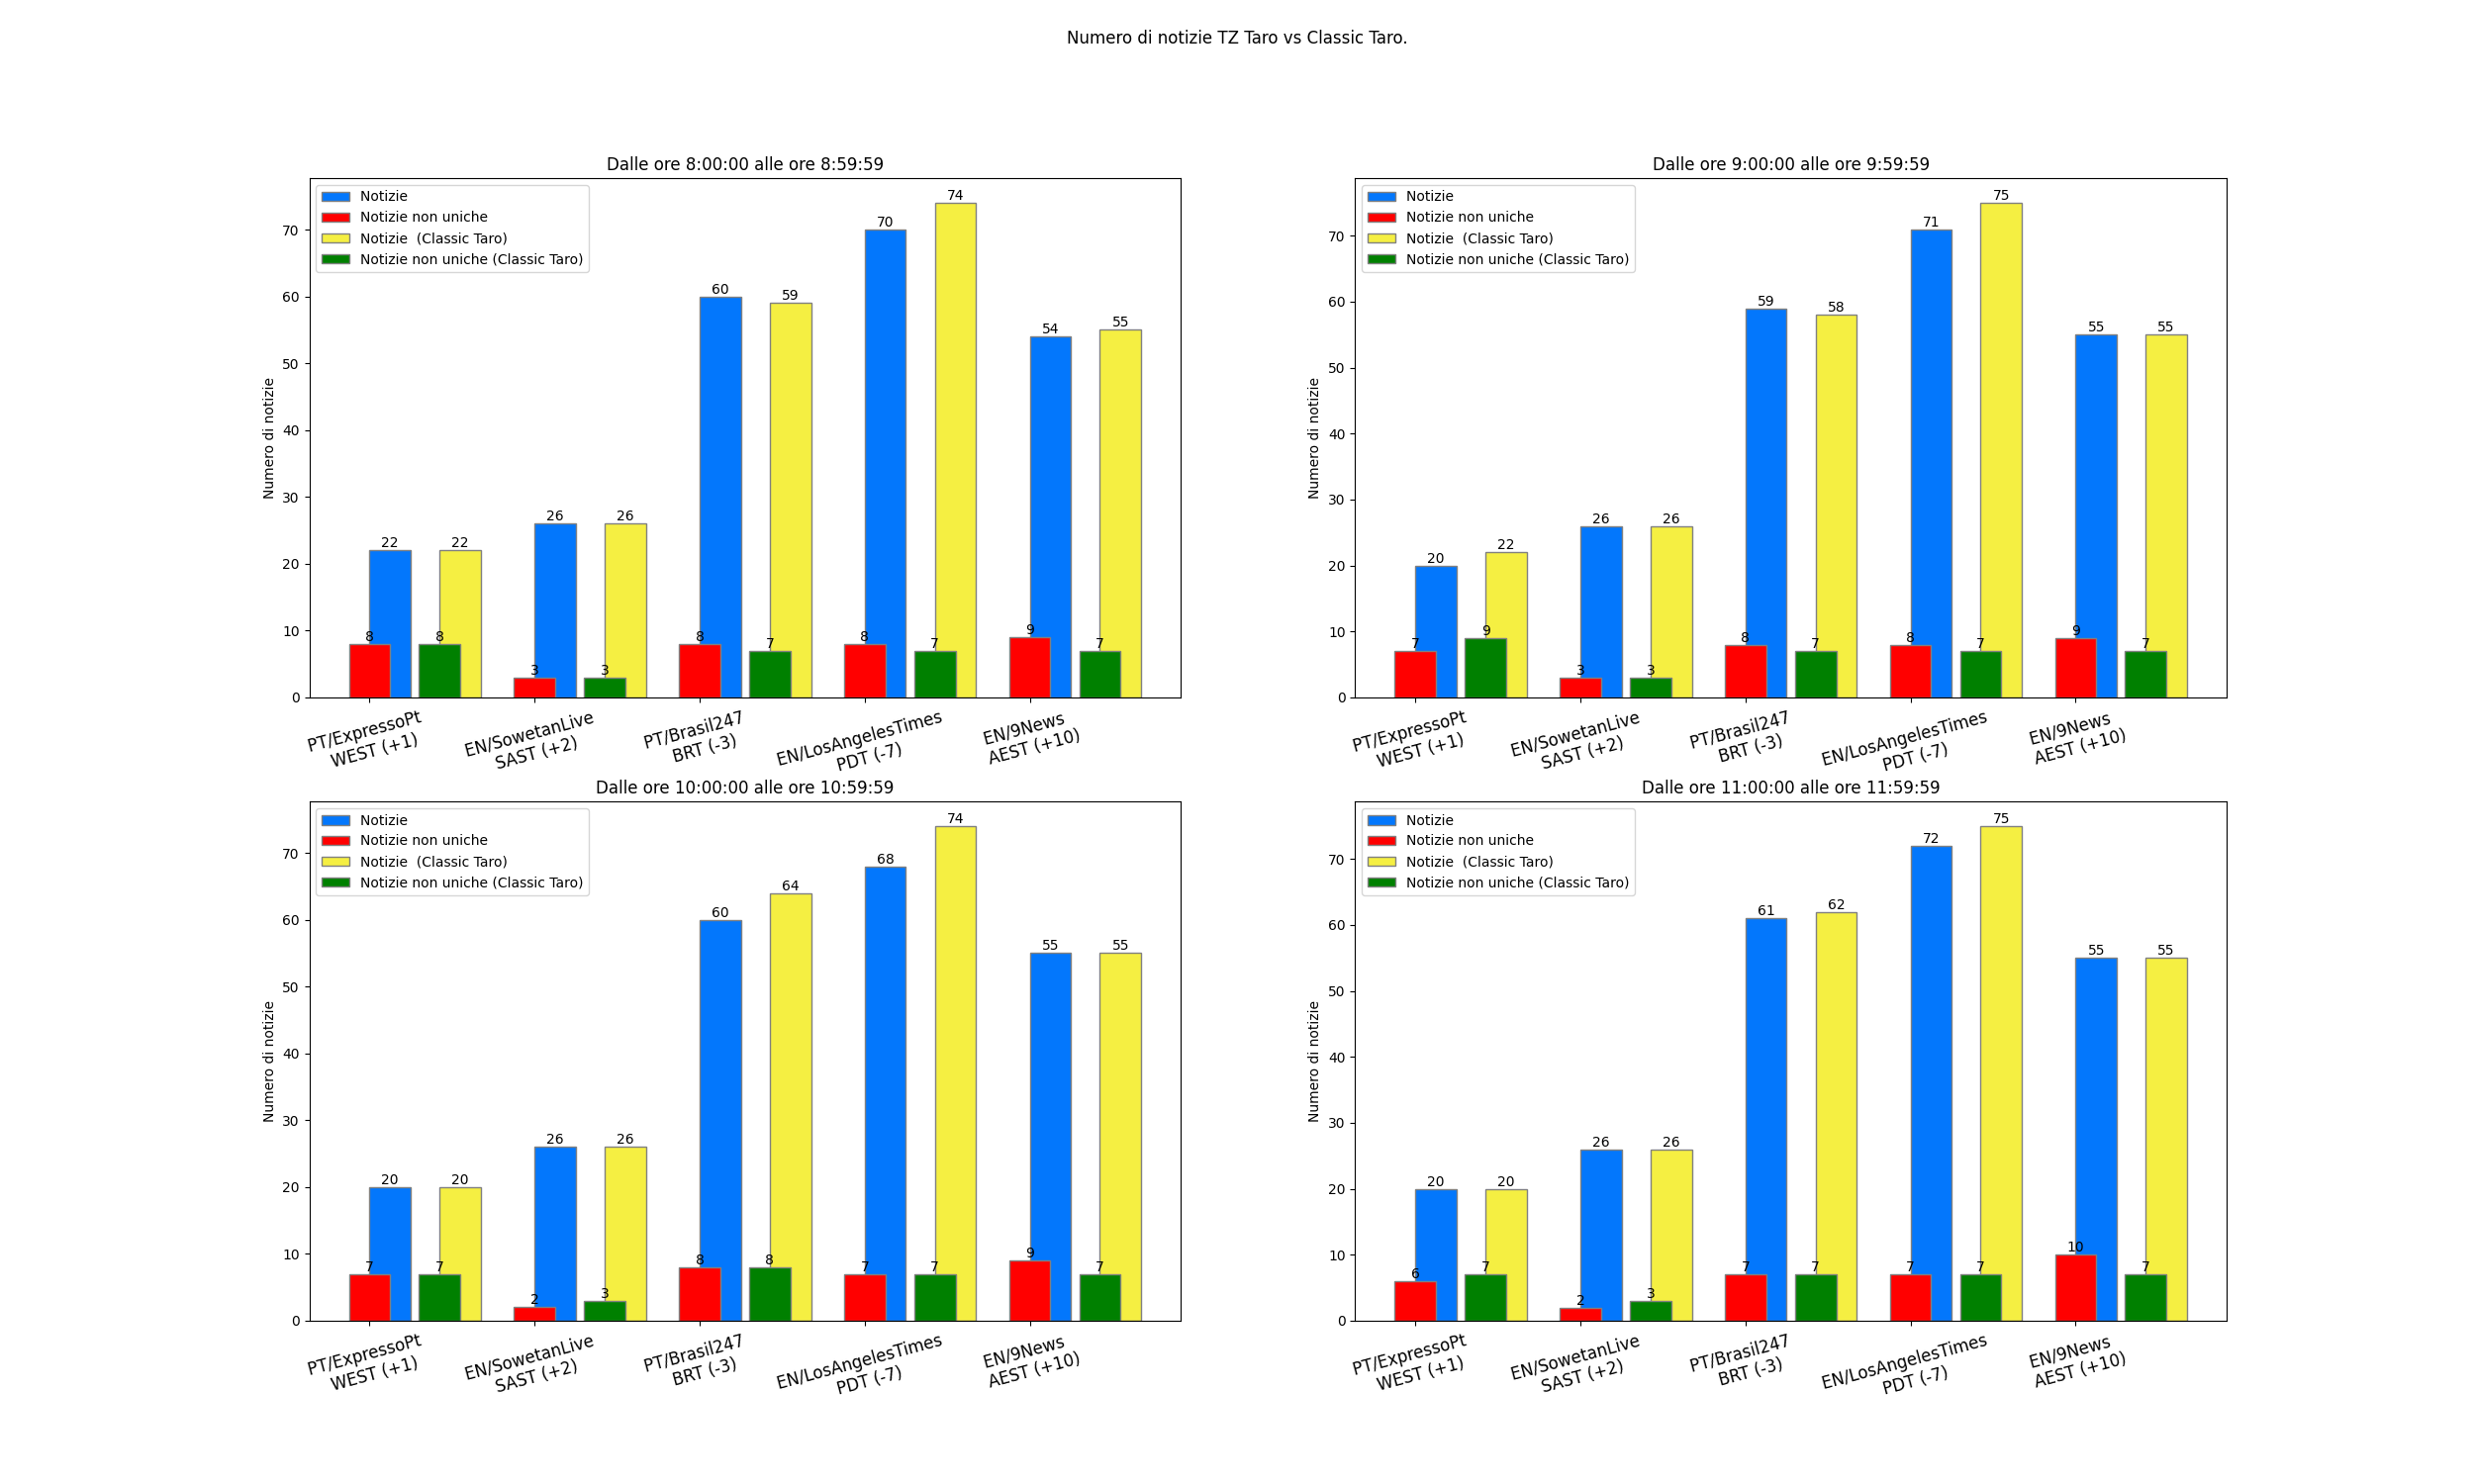 Numero di notizie TZ Taro vs Classic Taro.
Dalle ore 8:00:00 alle ore 8:59:59
Notizie
Notizie non uniche
Notizie  (Classic Taro)
Notizie non uniche (Classic Taro)
Numero di notizie
70
60
50
40
30
20
10
0
22
22
26
26
60
59
70
74
54
55
8
8
3
3
8
7
8
7
9
7
PT/ExpressoPt
WEST (+1)
EN/SowetanLive
SAST (+2)
PT/Brasil247
BRT (-3)
EN/LosAngelesTimes
PDT (-7)
EN/9News
AEST (+10)
Dalle ore 9:00:00 alle ore 9:59:59
Notizie
Notizie non uniche
Notizie  (Classic Taro)
Notizie non uniche (Classic Taro)
Numero di notizie
70
60
50
40
30
20
10
0
20
22
26
26
59
58
71
75
55
55
7
9
3
3
8
7
8
7
9
7
PT/ExpressoPt
WEST (+1)
EN/SowetanLive
SAST (+2)
PT/Brasil247
BRT (-3)
EN/LosAngelesTimes
PDT (-7)
EN/9News
AEST (+10)
Dalle ore 10:00:00 alle ore 10:59:59
Notizie
Notizie non uniche
Notizie  (Classic Taro)
Notizie non uniche (Classic Taro)
Numero di notizie
70
60
50
40
30
20
10
0
20
20
26
26
60
64
68
74
55
55
7
7
2
3
8
8
7
7
9
7
PT/ExpressoPt
WEST (+1)
EN/SowetanLive
SAST (+2)
PT/Brasil247
BRT (-3)
EN/LosAngelesTimes
PDT (-7)
EN/9News
AEST (+10)
Dalle ore 11:00:00 alle ore 11:59:59
Notizie
Notizie non uniche
Notizie  (Classic Taro)
Notizie non uniche (Classic Taro)
Numero di notizie
70
60
50
40
30
20
10
0
20
20
26
26
61
62
72
75
55
55
6
7
2
3
7
7
7
7
10
7
PT/ExpressoPt
WEST (+1)
EN/SowetanLive
SAST (+2)
PT/Brasil247
BRT (-3)
EN/LosAngelesTimes
PDT (-7)
EN/9News
AEST (+10)